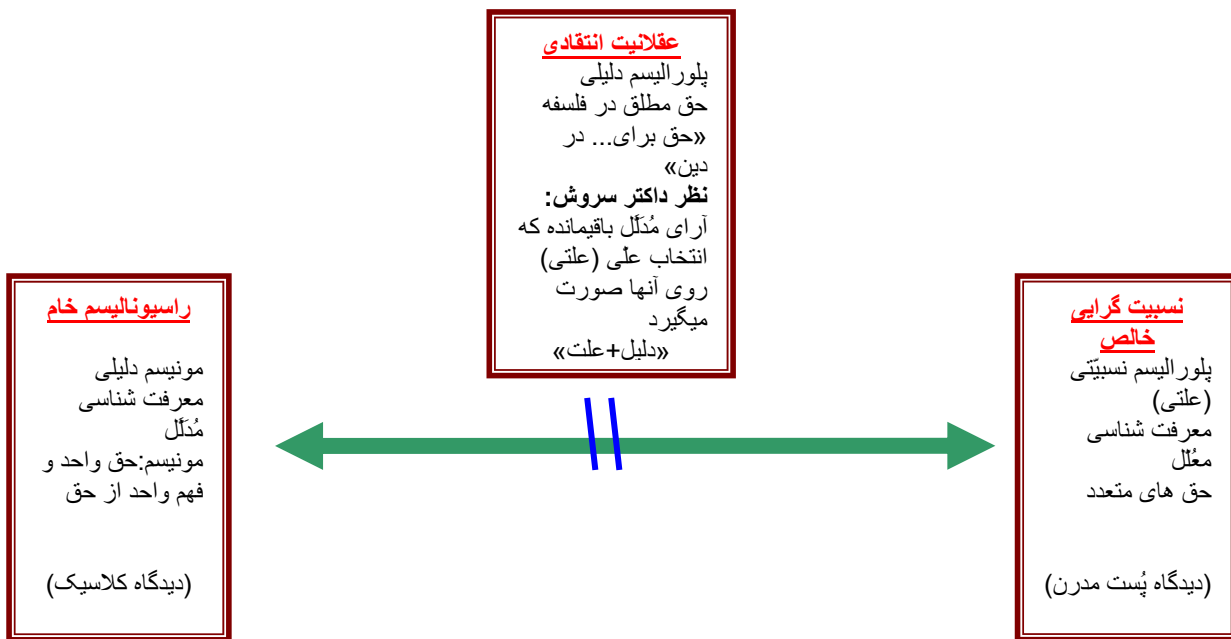 عقلانیت انتقادی
پلورالیسم دلیلی
حق مطلق در فلسفه
«حق برای... در
دین»
نظر داکتر سروش:
آرای مُدَلَّل باقیمانده که
انتخاب علّی (علتی)
روی آنها صورت
میگیرد
«دلیل+علت»
نسبیت گرایی
خالص
پلورالیسم نسبیّتی
(علتی)
معرفت شناسی
معُلّل
حق های متعدد
(دیدگاه پُست مدرن)
راسیونالیسم خام
مونیسم دلیلی
معرفت شناسی
مُدَلَّل
مونیسم:حق واحد و
فهم واحد از حق
(دیدگاه کلاسیک)